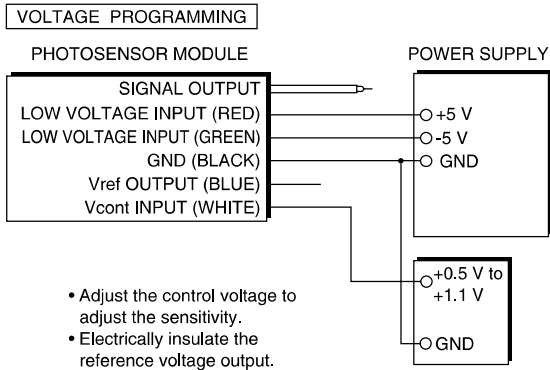 VOLTAGE PROGRAMMING
PHOTOSENSOR MODULE
POWER SUPPLY
SIGNAL OUTPUT
LOW VOLTAGE INPUT (RED)
+5 V
LOW VOLTAGE INPUT (GREEN)
-5 V
GND (BLACK)
GND
Vref OUTPUT (BLUE)
Vcont INPUT (WHITE)
+0.5 V to
+1.1 V
GND
• Adjust the control voltage to
adjust the sensitivity.
• Electrically insulate the
reference voltage output.